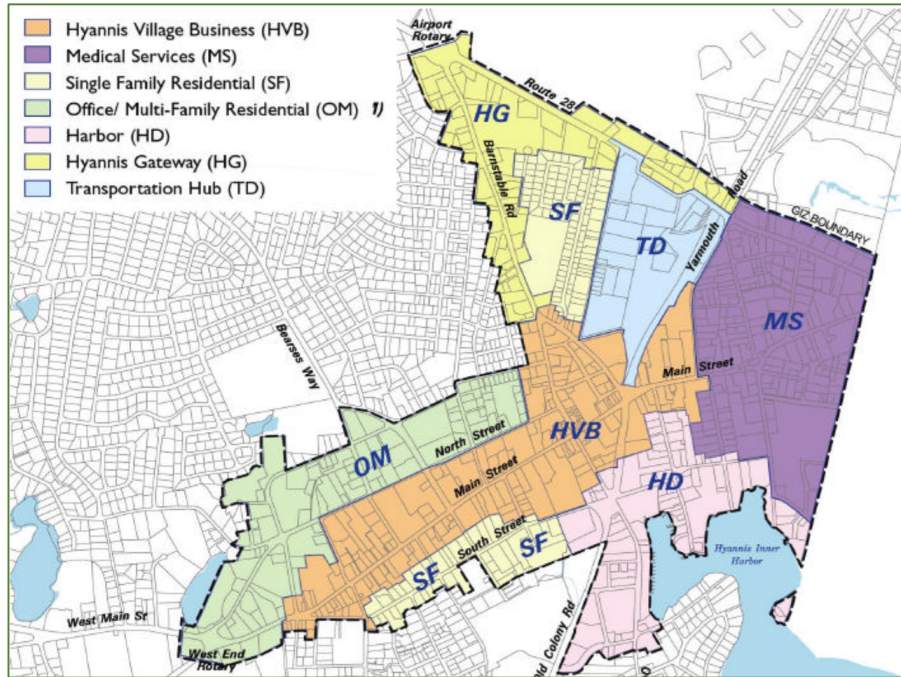 Hyannis Village Business (HVB)
Medical Services (MS)
Single Family Residential (SF)
Office/ Multi-Family Residential (OM) 1)
Harbor (HD)
Hyannis Gateway (HG)
Transportation Hub (TD)
Airport
Rotary
Route 28
HG
Barnstable Rd
SF
TD
Yarmouth
Road
GIZ BOUNDARY
MS
Bearses Way
Main Street
OM
North Street
HVB
Main Street
HD
South Street
SF
SF
Hyannis Inner
Harbor
West Main St
West End
Rotary
ld Colony Rd